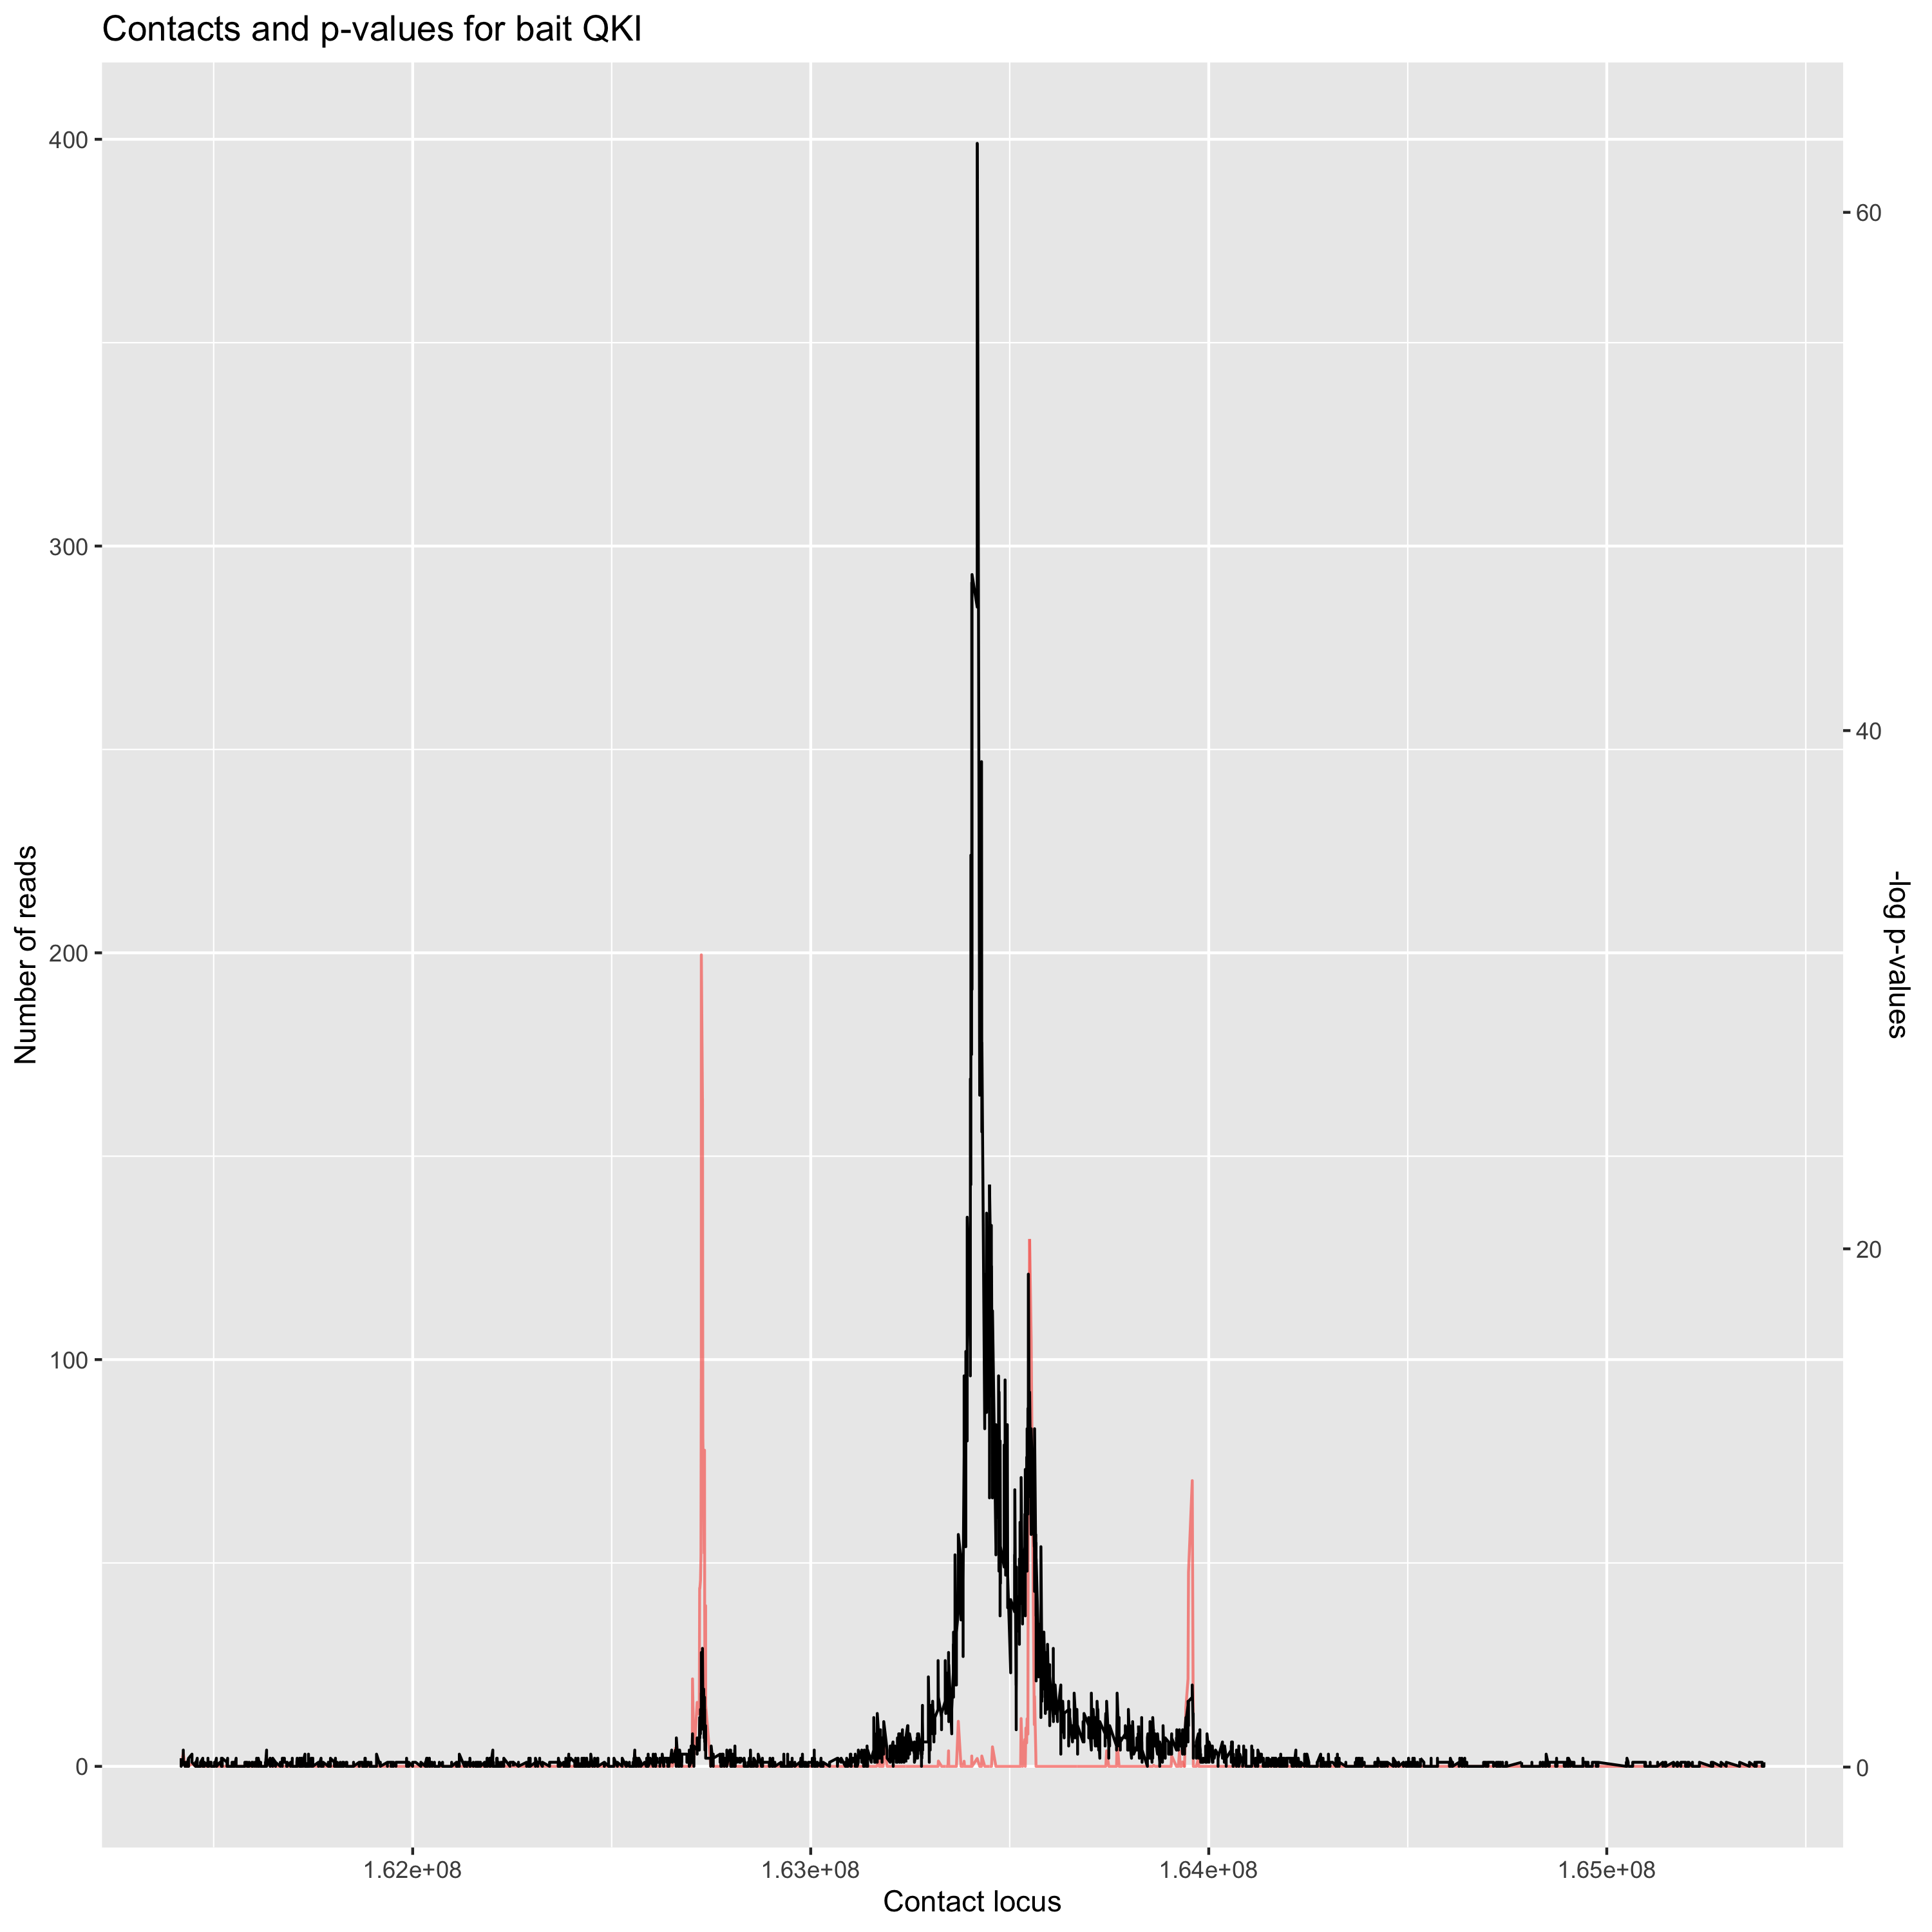 Contacts and p-values for bait QKI
400
300
200
100
0
Number of reads
60
40
20
0
-log p-values
1.62e+08
1.63e+08
1.64e+08
1.65e+08
Contact locus